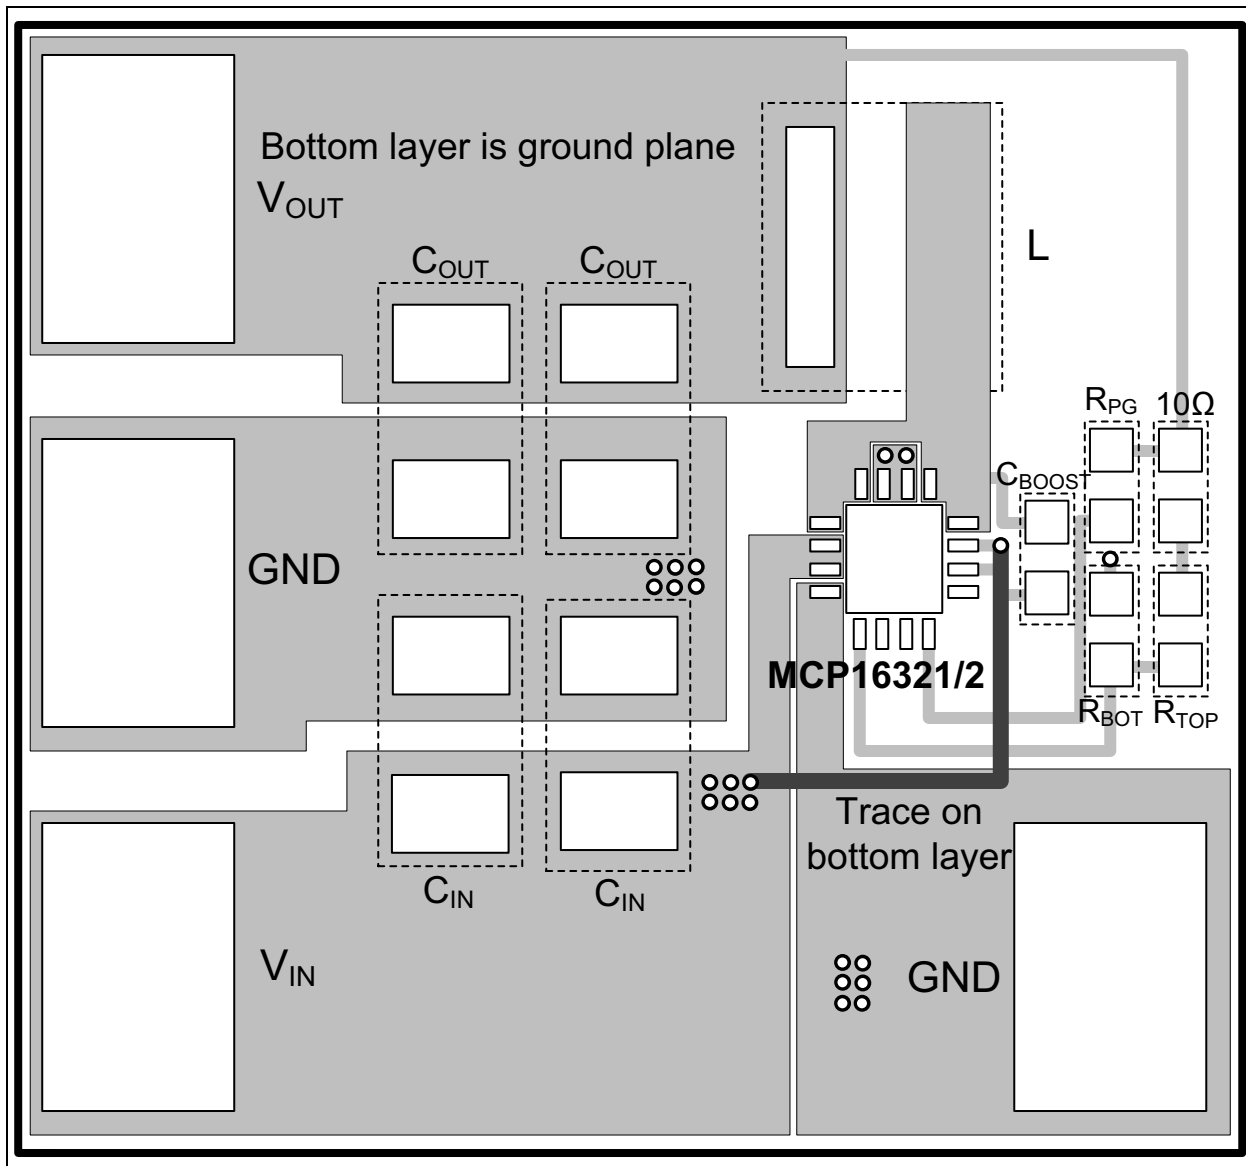 Bottom layer is ground plane
VOUT
COUT
COUT
L
RPG
10Ω
CBOOST
GND
MCP16321/2
RBOT
RTOP
Trace on
bottom layer
CIN
CIN
VIN
GND